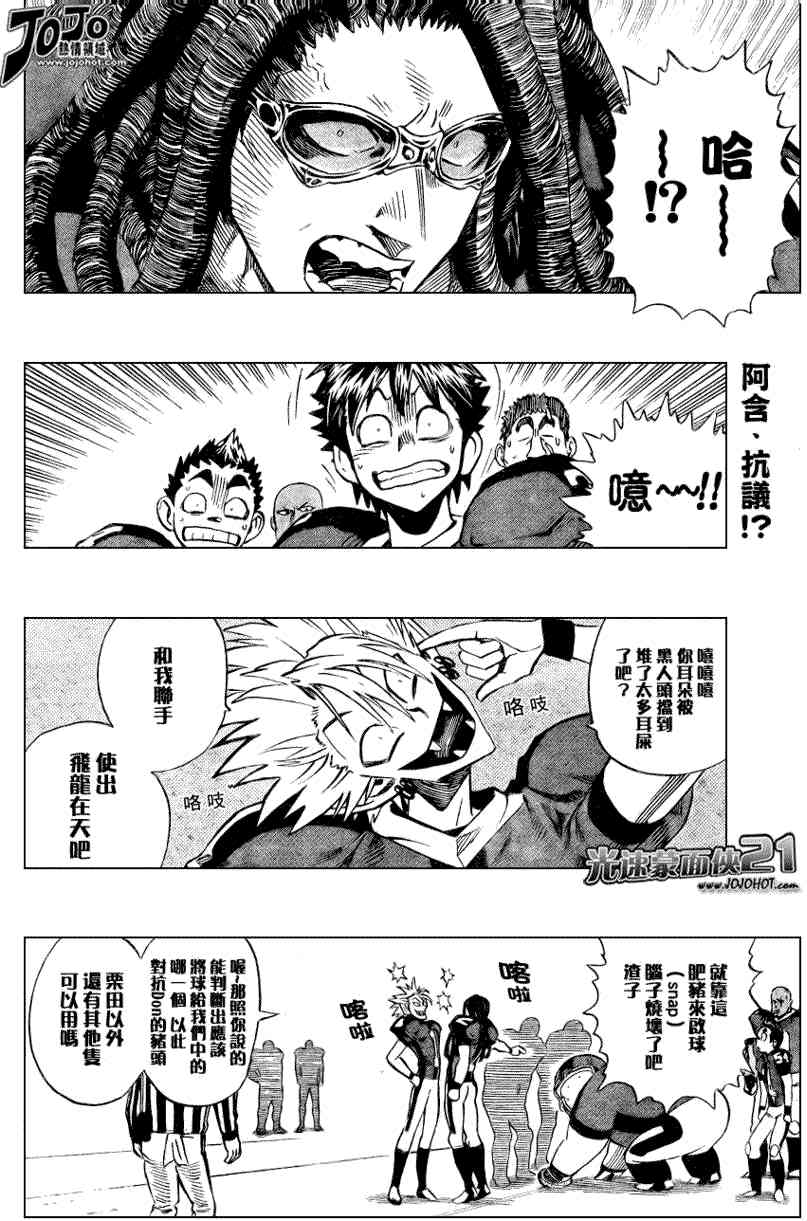 JOJO
熱情領域
www.jojohot.com
哈～
～!?
阿含、抗議!?
噫~~!!
嘻嘻嘻
你耳朵被
黑人頭擋到
堆了太多耳屎
了吧？
咯吱
咯吱
和我聯手
使出
飛龍在天吧
光速蒙面俠21
www.JOJOHOT.com
就靠這
肥豬來啟球
(snap)
腦子燒壞了吧
渣子
喀啦
喀啦
喔~那照你說的
能判斷出應該
將球給我們中的
哪一個 以此
對抗Don的豬頭
栗田以外
還有其他隻
可以用嗎
21